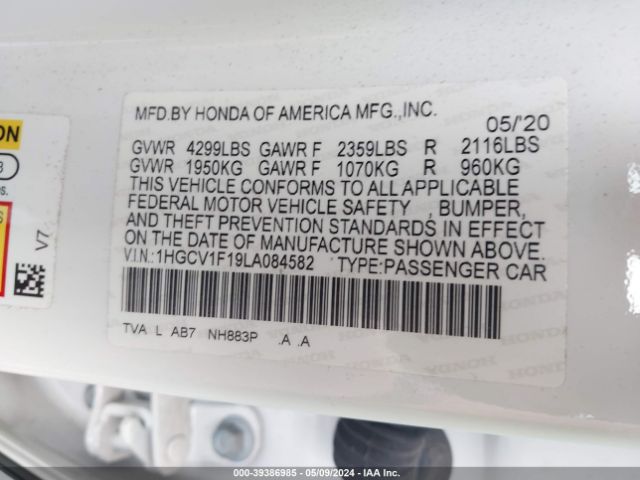 MFD.BY HONDA OF AMERICA MFG.,INC.
05/'20
GVWR 4299LBS GAWR F 2359LBS R 2116LBS
GVWR 1950KG GAWR F 1070KG R 960KG
THIS VEHICLE CONFORMS TO ALL APPLICABLE
FEDERAL MOTOR VEHICLE SAFETY , BUMPER,
AND THEFT PREVENTION STANDARDS IN EFFECT
ON THE DATE OF MANUFACTURE SHOWN ABOVE.
V.I.N.:1HGCV1F19LA084582 TYPE:PASSENGER CAR
TVA L AB7 NH883P .A .A
V7
000-39386985 - 05/09/2024 - IAA Inc.